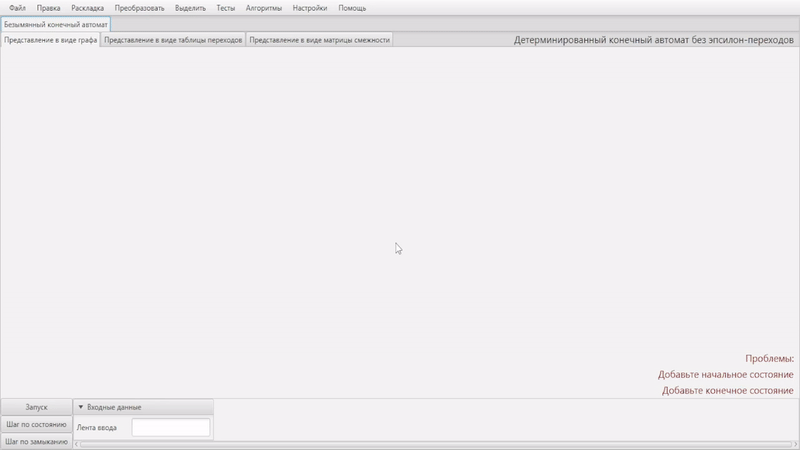 Файл Правка Раскладка Преобразовать Выделить Тесты Алгоритмы Настройки Помощь
Безымянный конечный автомат
Представление в виде графа Представление в виде таблицы переходов Представление в виде матрицы смежности Детерминированный конечный автомат без эпсилон-переходов
Проблемы:
Добавьте начальное состояние
Добавьте конечное состояние
Запуск Входные данные
Шаг по состоянию Лента ввода
Шаг по замыканию